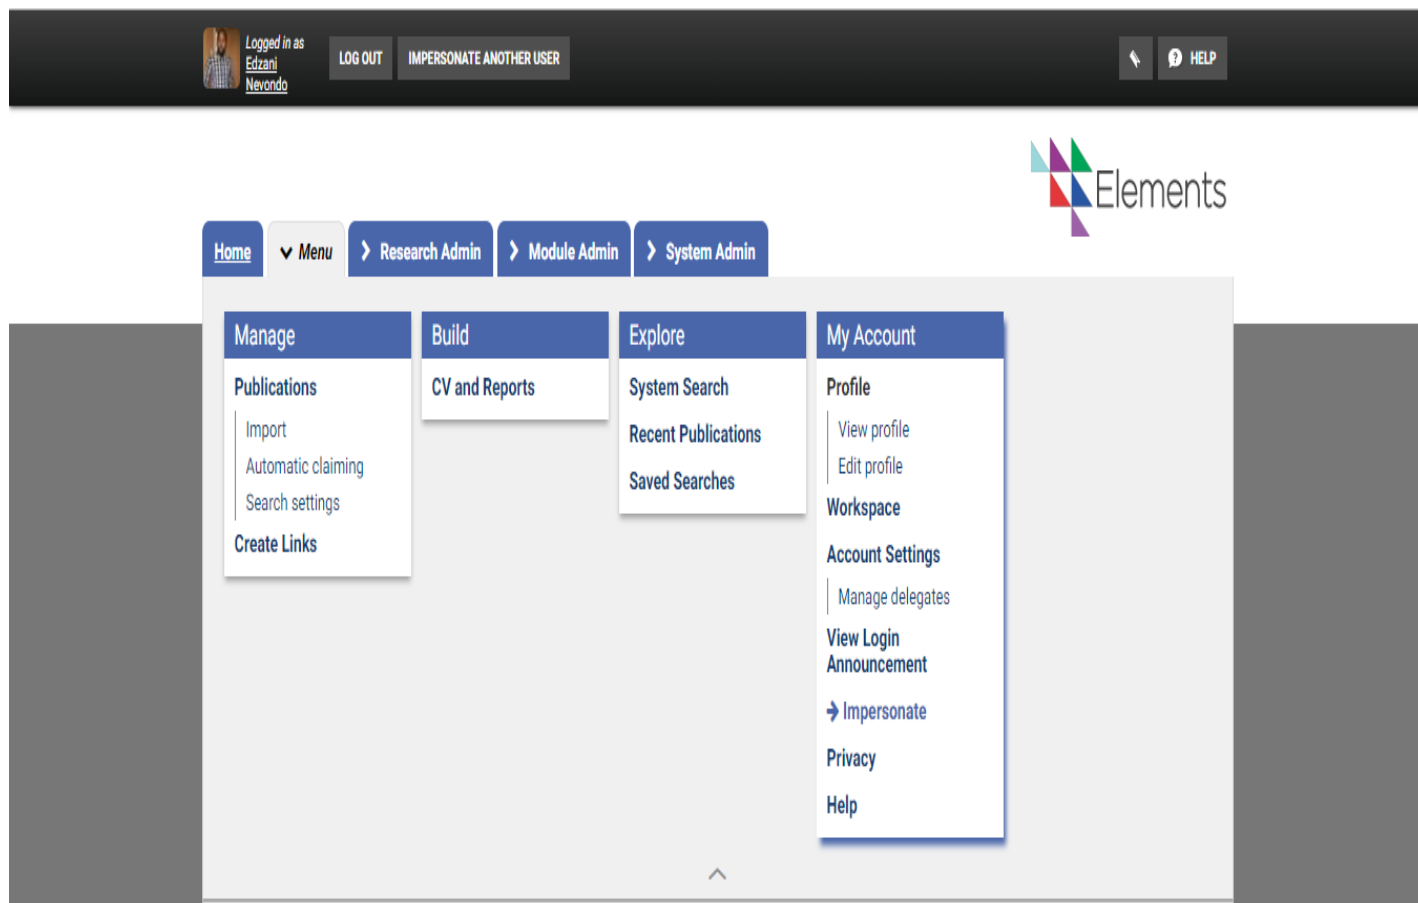 Logged in as
Edzani
Nevondo
LOG OUT
IMPERSONATE ANOTHER USER
HELP
Elements
Home
Menu
Research Admin
Module Admin
System Admin
Manage
Publications
Import
Automatic claiming
Search settings
Create Links
Build
CV and Reports
Explore
System Search
Recent Publications
Saved Searches
My Account
Profile
View profile
Edit profile
Workspace
Account Settings
Manage delegates
View Login
Announcement
Impersonate
Privacy
Help